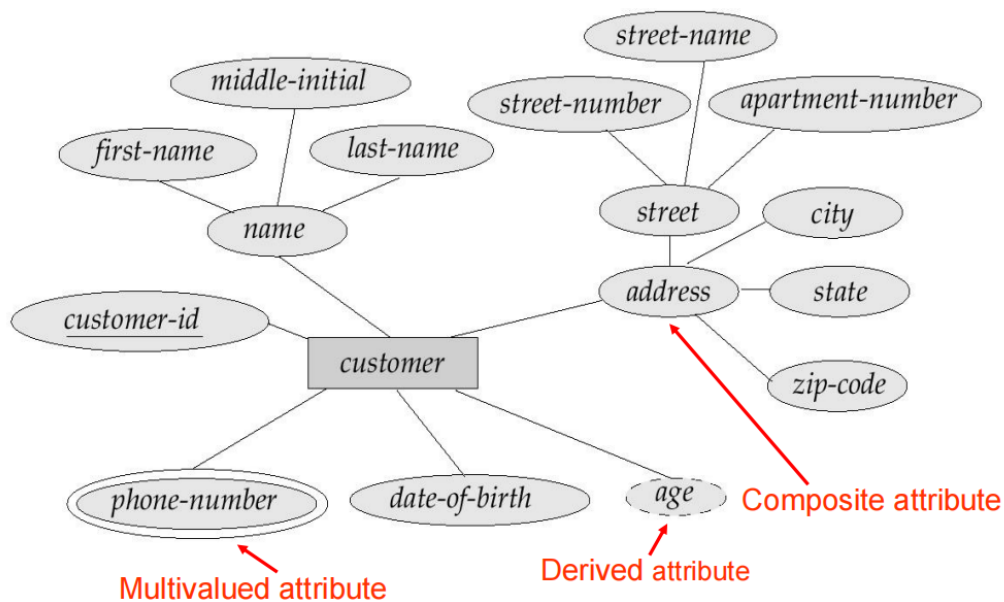 street-name
middle-initial
street-number
apartment-number
first-name
last-name
street
city
name
address
state
customer-id
customer
zip-code
phone-number
date-of-birth
age
Composite attribute
Multivalued attribute
Derived attribute